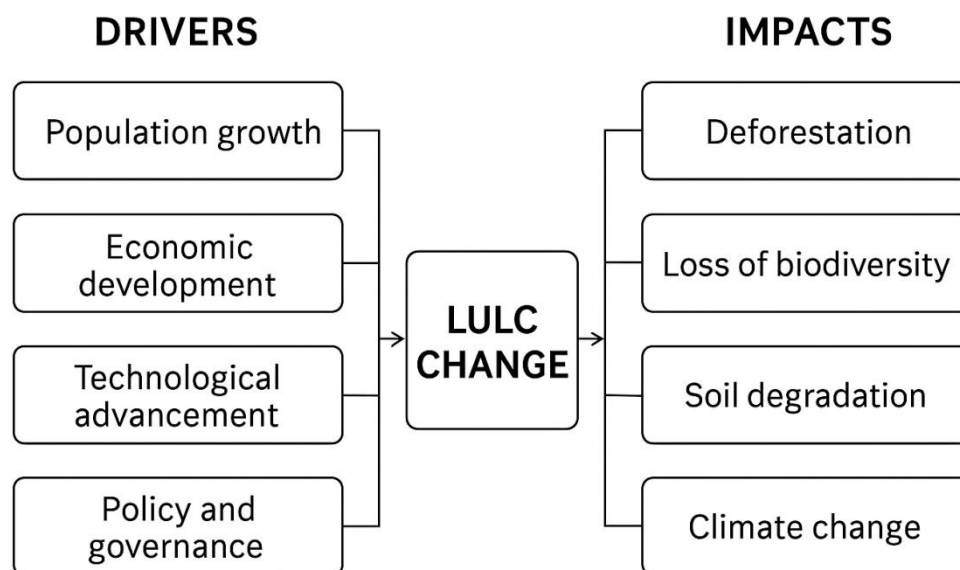 DRIVERS
Population growth
Economic
development
Technological
advancement
Policy and
governance
LULC
CHANGE
IMPACTS
Deforestation
Loss of biodiversity
Soil degradation
Climate change